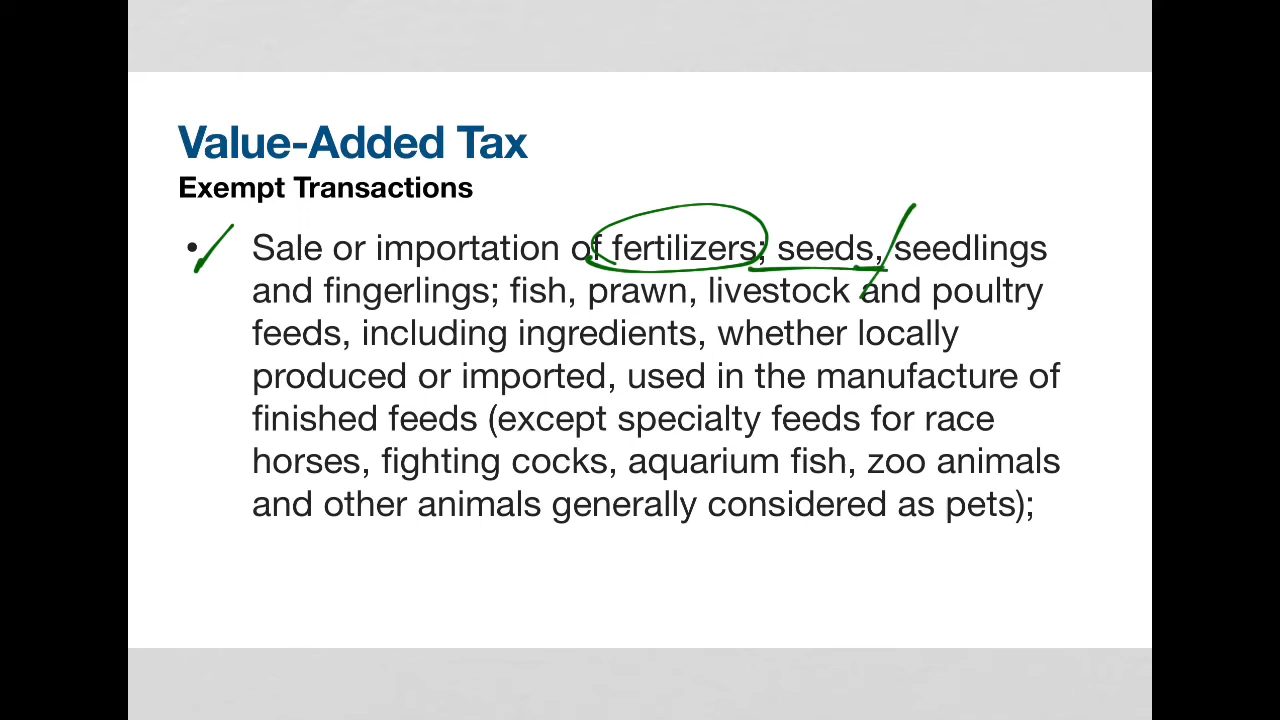 Value-Added Tax
Exempt Transactions
• Sale or importation of fertilizers; seeds, seedlings
and fingerlings; fish, prawn, livestock and poultry
feeds, including ingredients, whether locally
produced or imported, used in the manufacture of
finished feeds (except specialty feeds for race
horses, fighting cocks, aquarium fish, zoo animals
and other animals generally considered as pets);